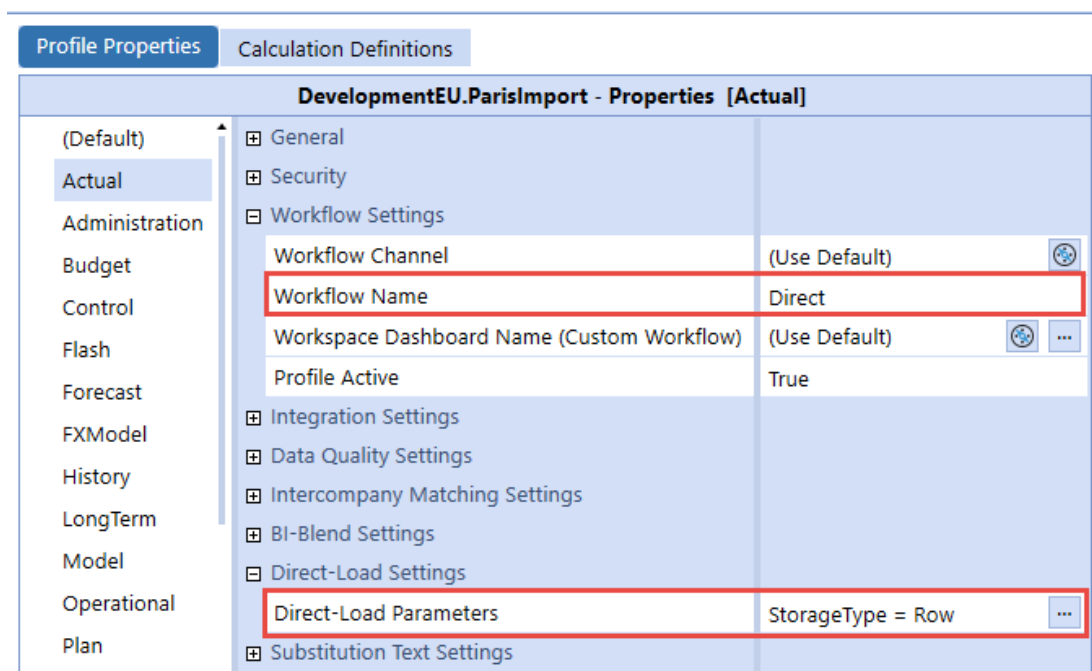 Profile Properties
Calculation Definitions
DevelopmentEU.ParisImport - Properties [Actual]
(Default)
Actual
Administration
Budget
Control
Flash
Forecast
FXModel
History
LongTerm
Model
Operational
Plan
General
Security
Workflow Settings
Workflow Channel (Use Default)
Workflow Name Direct
Workspace Dashboard Name (Custom Workflow) (Use Default) ...
Profile Active True
Integration Settings
Data Quality Settings
Intercompany Matching Settings
BI-Blend Settings
Direct-Load Settings
Direct-Load Parameters StorageType = Row ...
Substitution Text Settings